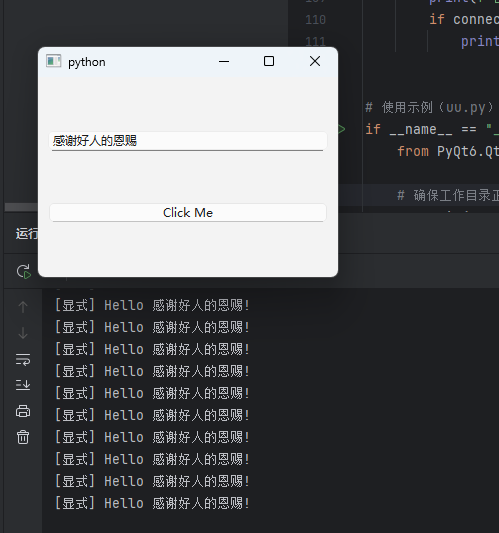 110
if connec
111
print
python
# 使用示例（uu.py）
感谢好人的恩赐
if __name__ == "_
from PyQt6.Qt
# 确保工作目录正
Click Me
运行
[显式] Hello 感谢好人的恩赐!
[显式] Hello 感谢好人的恩赐!
[显式] Hello 感谢好人的恩赐!
[显式] Hello 感谢好人的恩赐!
[显式] Hello 感谢好人的恩赐!
[显式] Hello 感谢好人的恩赐!
[显式] Hello 感谢好人的恩赐!
[显式] Hello 感谢好人的恩赐!
[显式] Hello 感谢好人的恩赐!
[显式] Hello 感谢好人的恩赐!